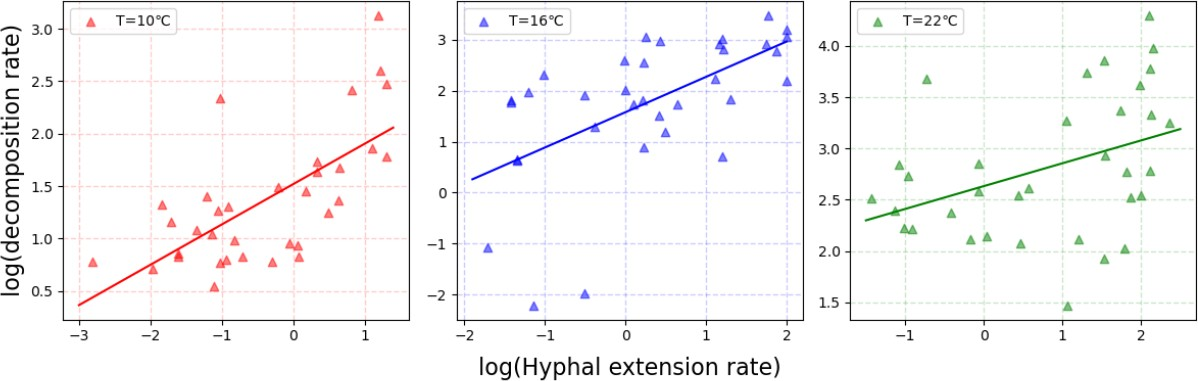 log(decomposition rate)
T=10℃
3.0
2.5
2.0
1.5
1.0
0.5
−3 −2 −1 0 1
T=16℃
3
2
1
0
−1
−2
−2 −1 0 1 2
T=22℃
4.0
3.5
3.0
2.5
2.0
1.5
−1 0 1 2
log(Hyphal extension rate)